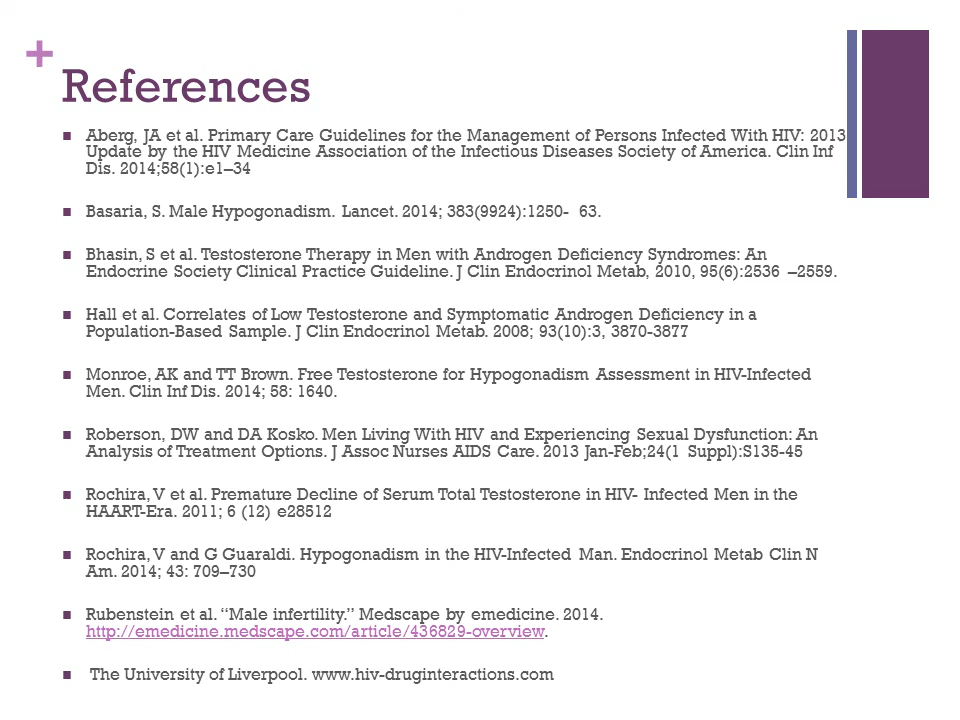 +
References
■ Aberg, JA et al. Primary Care Guidelines for the Management of Persons Infected With HIV: 2013
Update by the HIV Medicine Association of the Infectious Diseases Society of America. Clin Inf
Dis. 2014;58(1):e1–34
■ Basaria, S. Male Hypogonadism. Lancet. 2014; 383(9924):1250- 63.
■ Bhasin, S et al. Testosterone Therapy in Men with Androgen Deficiency Syndromes: An
Endocrine Society Clinical Practice Guideline. J Clin Endocrinol Metab, 2010, 95(6):2536 –2559.
■ Hall et al. Correlates of Low Testosterone and Symptomatic Androgen Deficiency in a
Population-Based Sample. J Clin Endocrinol Metab. 2008; 93(10):3, 3870-3877
■ Monroe, AK and TT Brown. Free Testosterone for Hypogonadism Assessment in HIV-Infected
Men. Clin Inf Dis. 2014; 58: 1640.
■ Roberson, DW and DA Kosko. Men Living With HIV and Experiencing Sexual Dysfunction: An
Analysis of Treatment Options. J Assoc Nurses AIDS Care. 2013 Jan-Feb;24(1 Suppl):S135-45
■ Rochira, V et al. Premature Decline of Serum Total Testosterone in HIV- Infected Men in the
HAART-Era. 2011; 6 (12) e28512
■ Rochira, V and G Guaraldi. Hypogonadism in the HIV-Infected Man. Endocrinol Metab Clin N
Am. 2014; 43: 709–730
■ Rubenstein et al. “Male infertility.” Medscape by emedicine. 2014.
http://emedicine.medscape.com/article/436829-overview.
■ The University of Liverpool. www.hiv-druginteractions.com